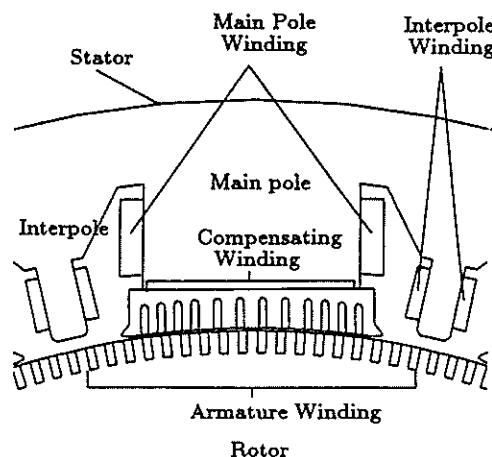 Main Pole
Winding
Interpole
Winding
Stator
Main pole
Interpole
Compensating
Winding
Armature Winding
Rotor